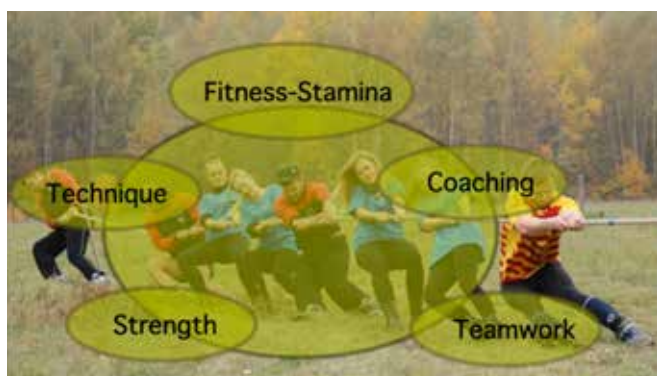 Fitness-Stamina
Technique
Coaching
Strength
Teamwork